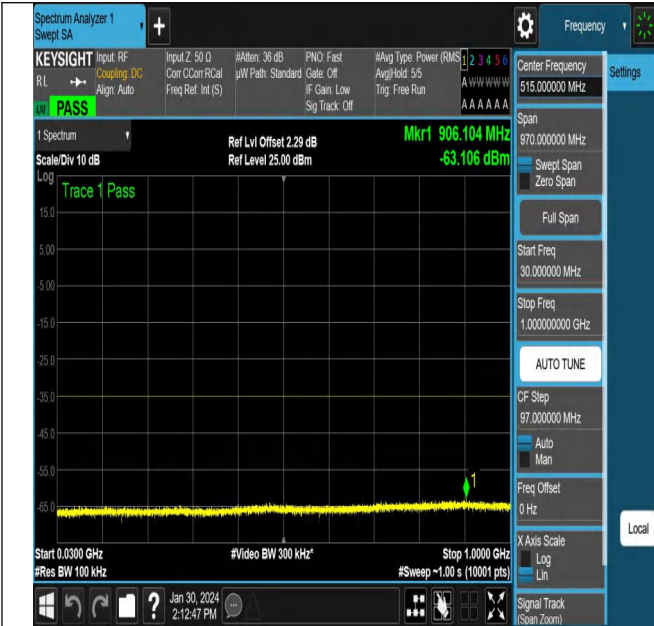 Spectrum Analyzer 1
Swept SA
+
Frequency
KEYSIGHT
RL
PASS
Input: RF
Coupling: DC
Align: Auto
Input Z: 50 Ω
Corr CCorr RCal
Freq Ref: Int (S)
#Atten: 36 dB
µW Path: Standard
PNO: Fast
Gate: Off
IF Gain: Low
Sig Track: Off
#Avg Type: Power (RMS
Avg|Hold: 5/5
Trig: Free Run
1 2 3 4 5 6
A W W W W W
A A A A A A
1 Spectrum
Scale/Div 10 dB
Log
Ref Lvl Offset 2.29 dB
Ref Level 25.00 dBm
Mkr1 906.104 MHz
-63.106 dBm
Trace 1 Pass
15.0
5.00
-5.00
-15.0
-25.0
-35.0
-45.0
-55.0
-65.0
1
Start 0.0300 GHz
#Res BW 100 kHz
#Video BW 300 kHz*
Stop 1.0000 GHz
#Sweep ~1.00 s (10001 pts)
?
Jan 30, 2024
2:12:47 PM
Center Frequency
515.000000 MHz
Settings
Span
970.000000 MHz
Swept Span
Zero Span
Full Span
Start Freq
30.000000 MHz
Stop Freq
1.000000000 GHz
AUTO TUNE
CF Step
97.000000 MHz
Auto
Man
Freq Offset
0 Hz
Local
X Axis Scale
Log
Lin
Signal Track
(Span Zoom)